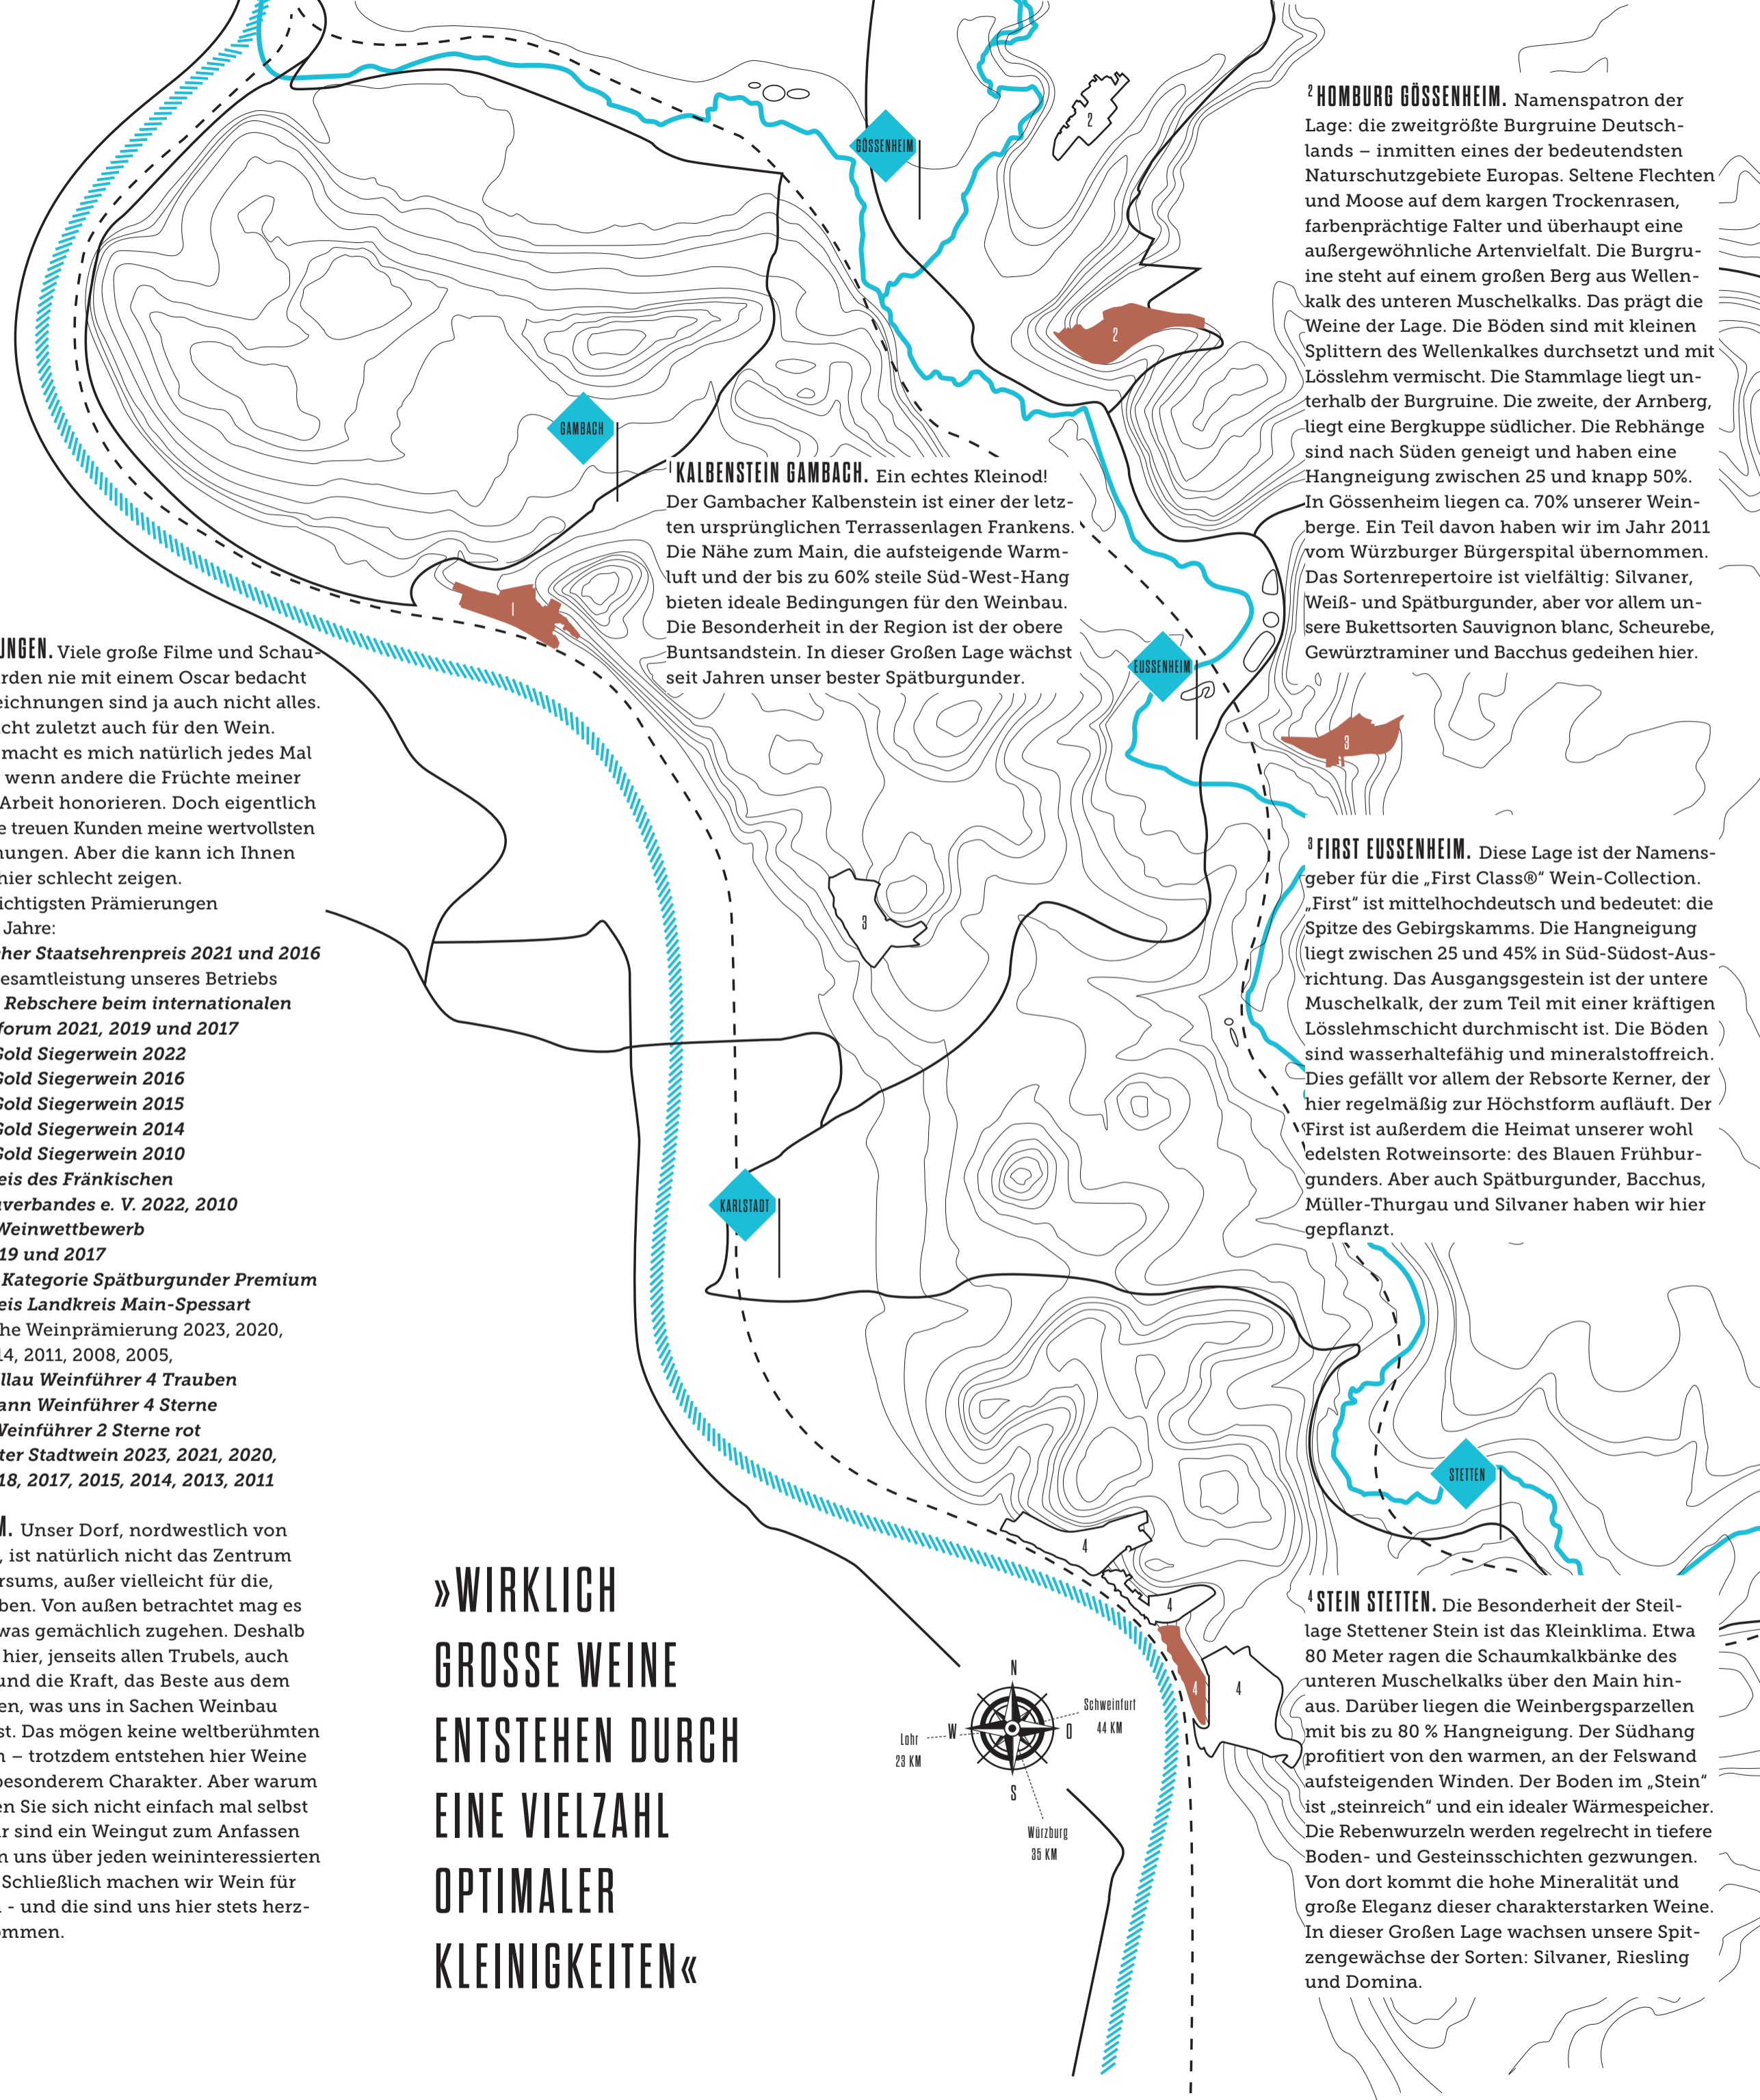 GÖSSENHEIM
2
2
GAMBACH
1
EUSSENHEIM
3
3
KARLSTADT
STETTEN
4
4
4
4
² HOMBURG GÖSSENHEIM. Namenspatron der
Lage: die zweitgrößte Burgruine Deutsch-
lands – inmitten eines der bedeutendsten
Naturschutzgebiete Europas. Seltene Flechten
und Moose auf dem kargen Trockenrasen,
farbenprächtige Falter und überhaupt eine
außergewöhnliche Artenvielfalt. Die Burgru-
ine steht auf einem großen Berg aus Wellen-
kalk des unteren Muschelkalks. Das prägt die
Weine der Lage. Die Böden sind mit kleinen
Splittern des Wellenkalkes durchsetzt und mit
Lösslehm vermischt. Die Stammlage liegt un-
terhalb der Burgruine. Die zweite, der Arnberg,
liegt eine Bergkuppe südlicher. Die Rebhänge
sind nach Süden geneigt und haben eine
Hangneigung zwischen 25 und knapp 50%.
In Gössenheim liegen ca. 70% unserer Wein-
berge. Ein Teil davon haben wir im Jahr 2011
vom Würzburger Bürgerspital übernommen.
Das Sortenrepertoire ist vielfältig: Silvaner,
Weiß- und Spätburgunder, aber vor allem un-
sere Bukettsorten Sauvignon blanc, Scheurebe,
Gewürztraminer und Bacchus gedeihen hier.
¹ KALBENSTEIN GAMBACH. Ein echtes Kleinod!
Der Gambacher Kalbenstein ist einer der letz-
ten ursprünglichen Terrassenlagen Frankens.
Die Nähe zum Main, die aufsteigende Warm-
luft und der bis zu 60% steile Süd-West-Hang
bieten ideale Bedingungen für den Weinbau.
Die Besonderheit in der Region ist der obere
Buntsandstein. In dieser Großen Lage wächst
seit Jahren unser bester Spätburgunder.
³ FIRST EUSSENHEIM. Diese Lage ist der Namens-
geber für die „First Class®“ Wein-Collection.
„First“ ist mittelhochdeutsch und bedeutet: die
Spitze des Gebirgskamms. Die Hangneigung
liegt zwischen 25 und 45% in Süd-Südost-Aus-
richtung. Das Ausgangsgestein ist der untere
Muschelkalk, der zum Teil mit einer kräftigen
Lösslehmschicht durchmischt ist. Die Böden
sind wasserhaltefähig und mineralstoffreich.
Dies gefällt vor allem der Rebsorte Kerner, der
hier regelmäßig zur Höchstform aufläuft. Der
First ist außerdem die Heimat unserer wohl
edelsten Rotweinsorte: des Blauen Frühbur-
gunders. Aber auch Spätburgunder, Bacchus,
Müller-Thurgau und Silvaner haben wir hier
gepflanzt.
⁴ STEIN STETTEN. Die Besonderheit der Steil-
lage Stettener Stein ist das Kleinklima. Etwa
80 Meter ragen die Schaumkalkbänke des
unteren Muschelkalks über den Main hin-
aus. Darüber liegen die Weinbergsparzellen
mit bis zu 80 % Hangneigung. Der Südhang
profitiert von den warmen, an der Felswand
aufsteigenden Winden. Der Boden im „Stein“
ist „steinreich“ und ein idealer Wärmespeicher.
Die Rebenwurzeln werden regelrecht in tiefere
Boden- und Gesteinsschichten gezwungen.
Von dort kommt die hohe Mineralität und
große Eleganz dieser charakterstarken Weine.
In dieser Großen Lage wachsen unsere Spit-
zengewächse der Sorten: Silvaner, Riesling
und Domina.
UNGEN. Viele große Filme und Schau-
rden nie mit einem Oscar bedacht
eichnungen sind ja auch nicht alles.
cht zuletzt auch für den Wein.
macht es mich natürlich jedes Mal
wenn andere die Früchte meiner
Arbeit honorieren. Doch eigentlich
e treuen Kunden meine wertvollsten
nungen. Aber die kann ich Ihnen
hier schlecht zeigen.
ichtigsten Prämierungen
Jahre:
cher Staatsehrenpreis 2021 und 2016
esamtleistung unseres Betriebs
Rebschere beim internationalen
forum 2021, 2019 und 2017
Gold Siegerwein 2022
Gold Siegerwein 2016
Gold Siegerwein 2015
Gold Siegerwein 2014
Gold Siegerwein 2010
eis des Fränkischen
verbandes e. V. 2022, 2010
Weinwettbewerb
19 und 2017
Kategorie Spätburgunder Premium
eis Landkreis Main-Spessart
he Weinprämierung 2023, 2020,
14, 2011, 2008, 2005,
llau Weinführer 4 Trauben
ann Weinführer 4 Sterne
Weinführer 2 Sterne rot
ter Stadtwein 2023, 2021, 2020,
18, 2017, 2015, 2014, 2013, 2011
M. Unser Dorf, nordwestlich von
, ist natürlich nicht das Zentrum
rsums, außer vielleicht für die,
ben. Von außen betrachtet mag es
was gemächlich zugehen. Deshalb
hier, jenseits allen Trubels, auch
und die Kraft, das Beste aus dem
en, was uns in Sachen Weinbau
st. Das mögen keine weltberühmten
n – trotzdem entstehen hier Weine
besonderem Charakter. Aber warum
en Sie sich nicht einfach mal selbst
r sind ein Weingut zum Anfassen
n uns über jeden weininteressierten
Schließlich machen wir Wein für
- und die sind uns hier stets herz-
ommen.
»WIRKLICH
GROSSE WEINE
ENTSTEHEN DURCH
EINE VIELZAHL
OPTIMALER
KLEINIGKEITEN«
N
W
O
S
Schweinfurt
44 KM
Lohr
23 KM
Würzburg
35 KM